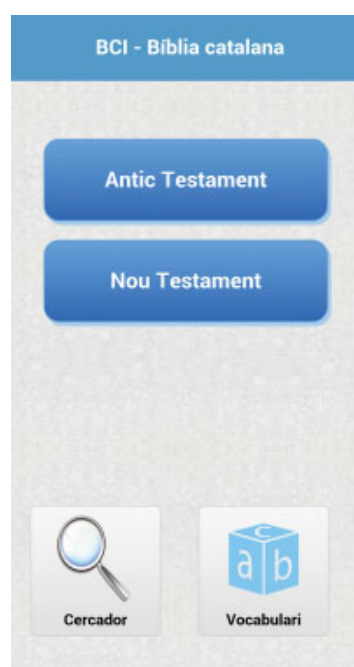 BCI - Bíblia catalana
Antic Testament
Nou Testament
c
a b
Cercador
Vocabulari